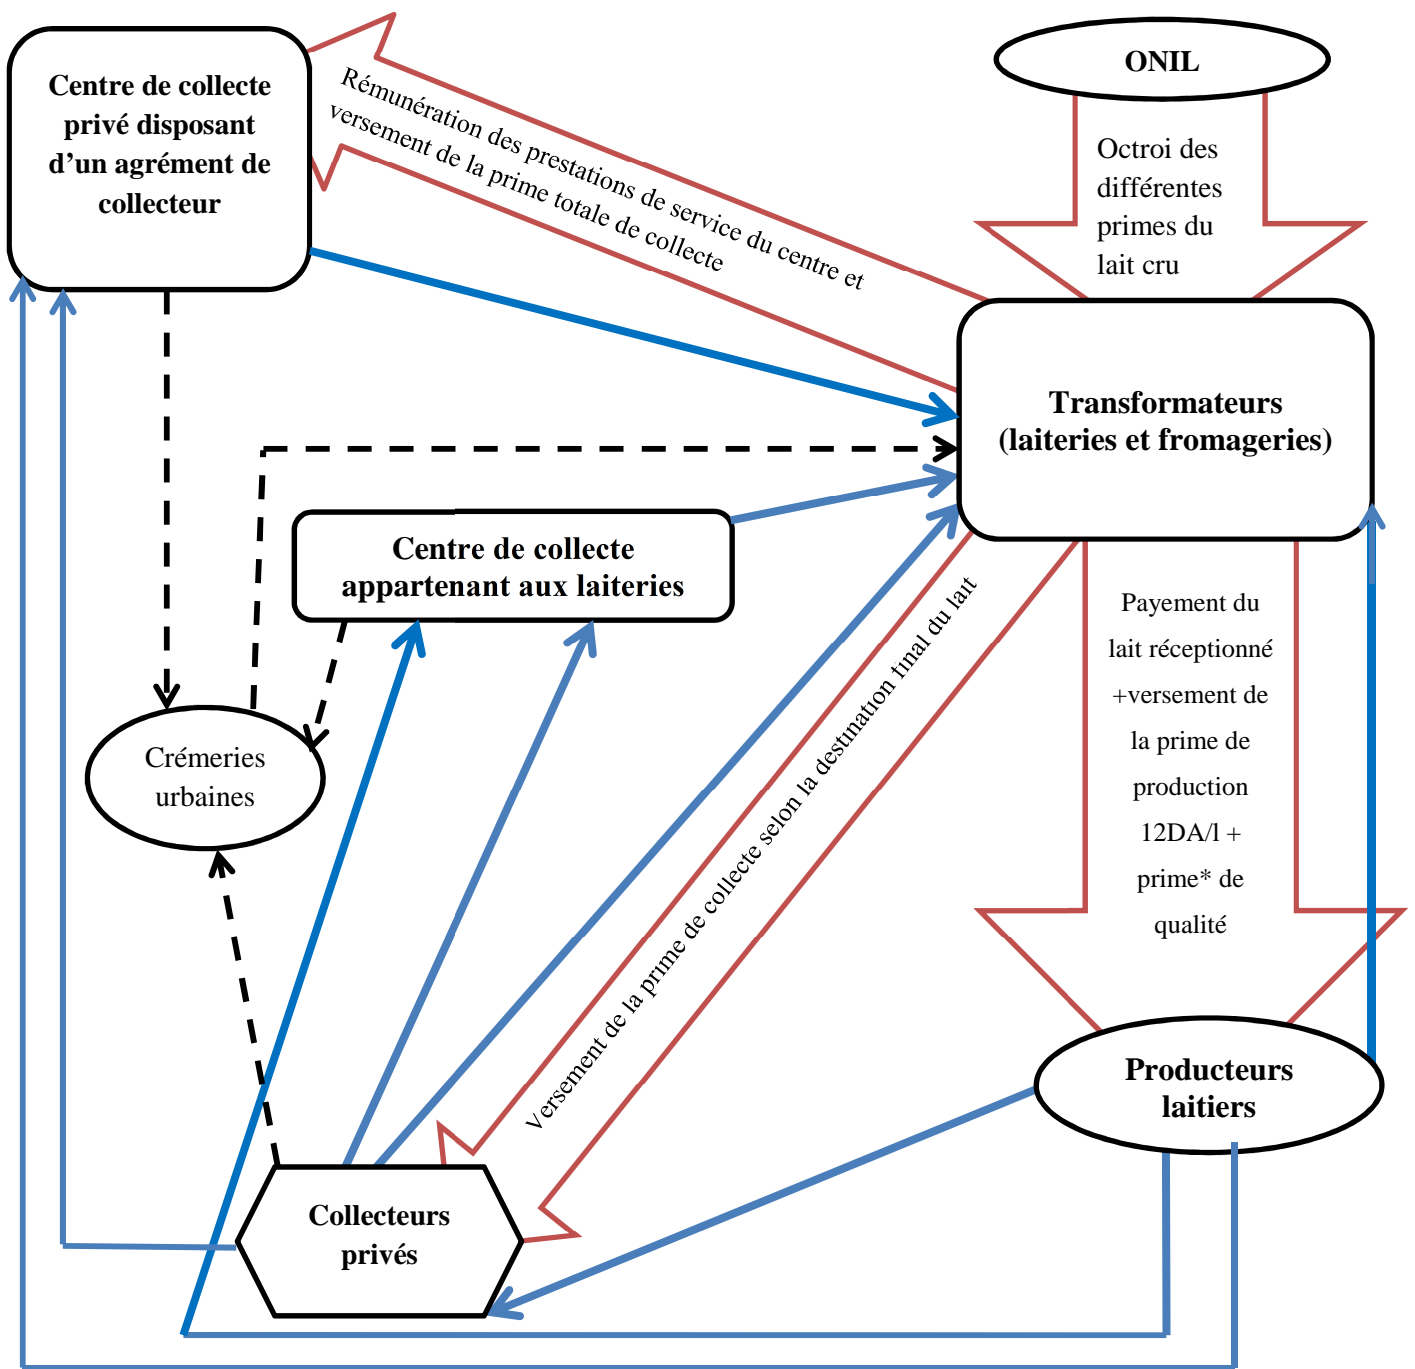 Centre de collecte
privé disposant
d’un agrément de
collecteur
Rémunération des prestations de service du centre et
versement de la prime totale de collecte
ONIL
Octroi des
différentes
primes du
lait cru
Transformateurs
(laiteries et fromageries)
Centre de collecte
appartenant aux laiteries
Crémeries
urbaines
Versement de la prime de collecte selon la destination final du lait
Payement du
lait réceptionné
+versement de
la prime de
production
12DA/l +
prime* de
qualité
Producteurs
laitiers
Collecteurs
privés